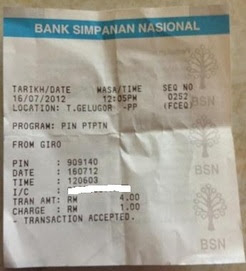 BANK SIMPANAN NASIONAL
TARIKH/DATE MASA/TIME SEQ NO
16/07/2012 12:05PM 0252
LOCATION: T.GELUGOR -PP (FCEQ)
BSN
PROGRAM: PIN PTPTN
FROM GIRO
PIN : 909140
DATE : 160712
TIME : 120603
I/C :
BSN
TRAN AMT: RM 4.00
CHARGE : RM 1.00
- TRANSACTION ACCEPTED.
BSN